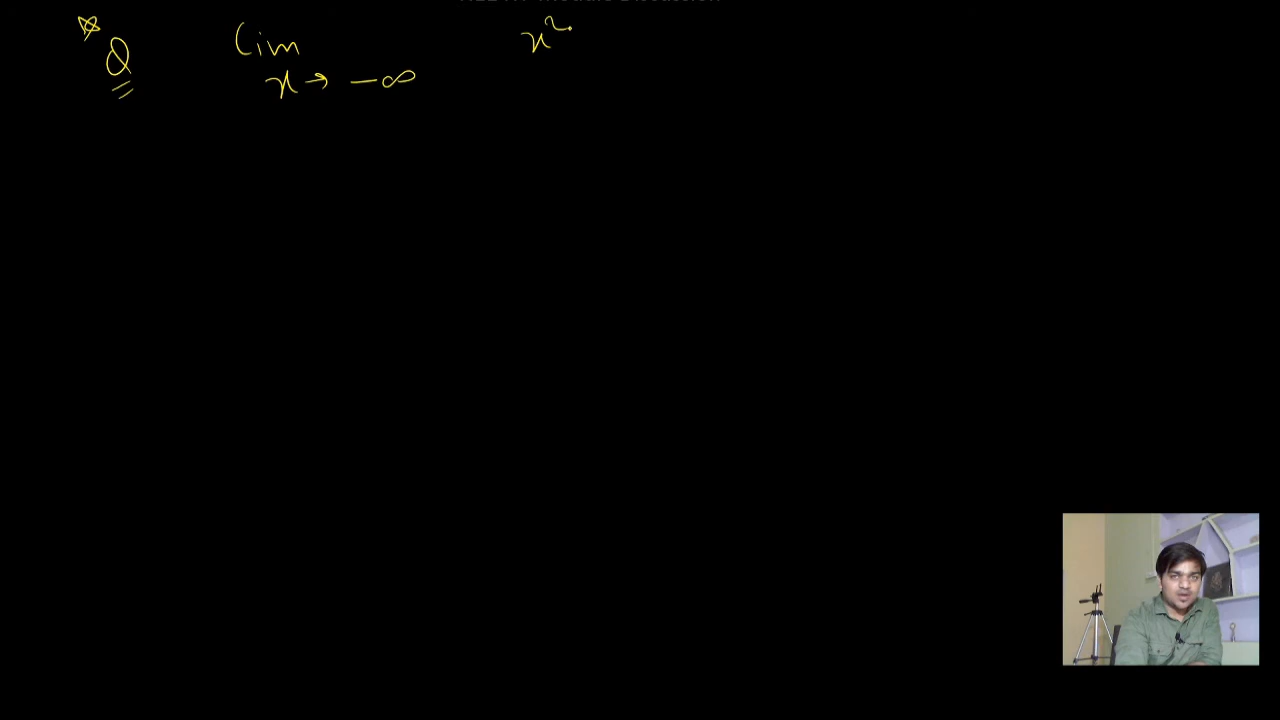 Q lim x²
x → -∞